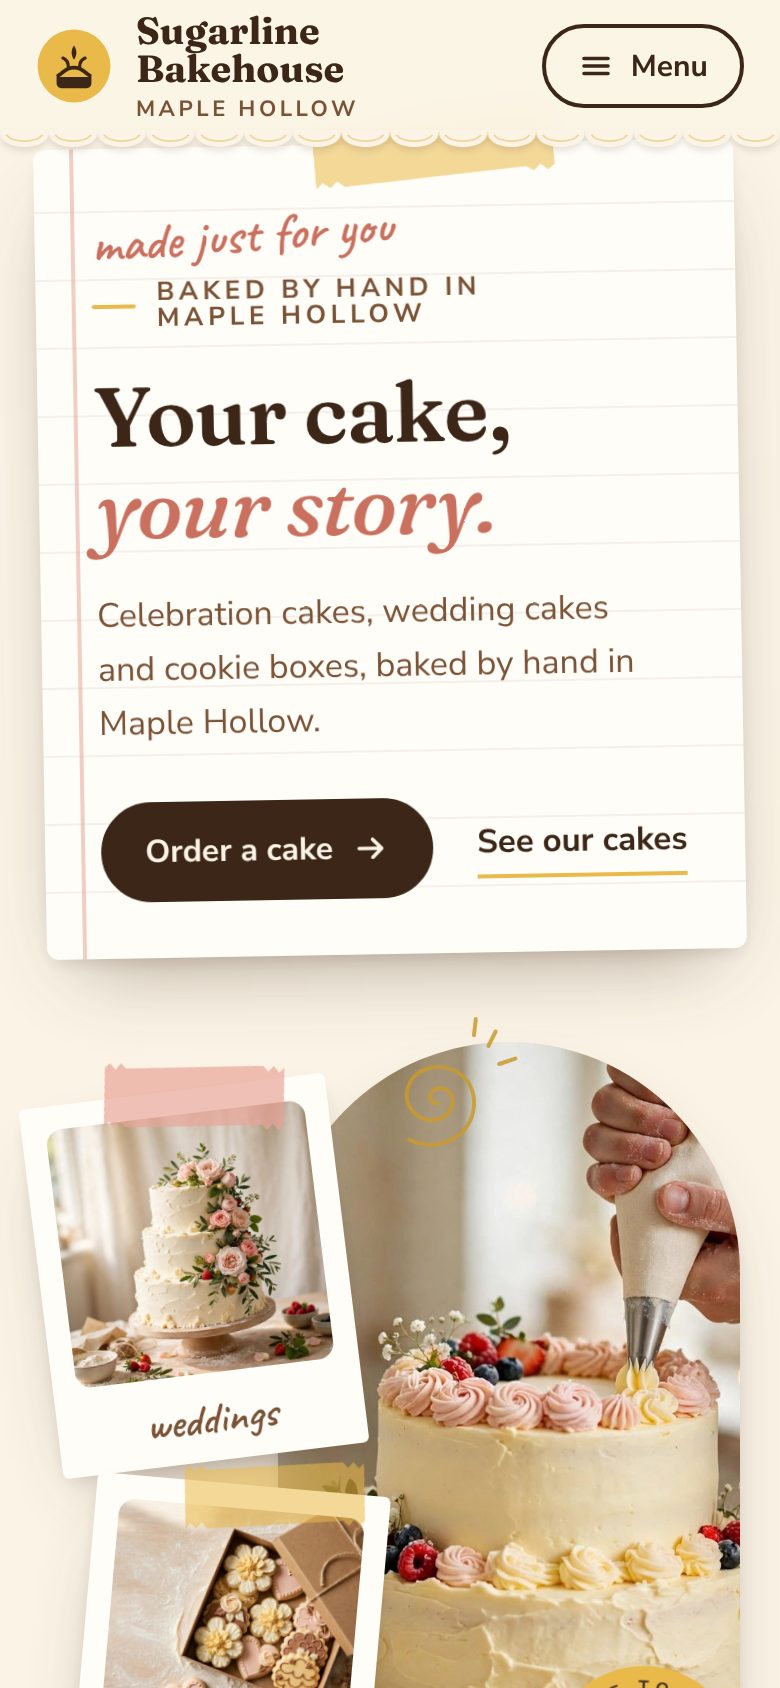 Sugarline
Bakehouse
MAPLE HOLLOW
Menu
made just for you
BAKED BY HAND IN
MAPLE HOLLOW
Your cake,
your story.
Celebration cakes, wedding cakes
and cookie boxes, baked by hand in
Maple Hollow.
Order a cake
See our cakes
weddings
TO